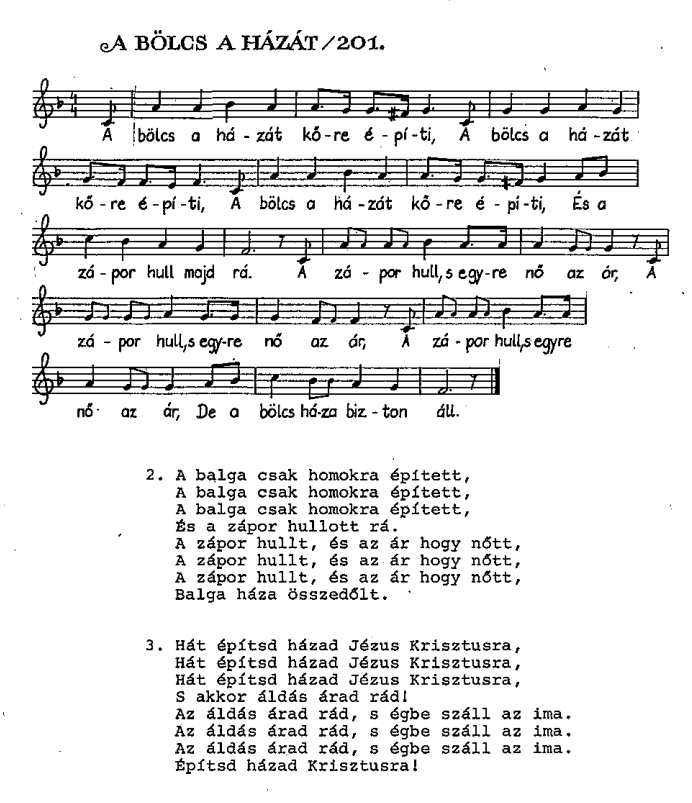 A BÖLCS A HÁZÁT/201.
4
4
A bölcs a há-zát kő-re é-pí-ti, A bölcs a há-zát
kő-re é-pí-ti, A bölcs a há-zát kő-re é-pí-ti, És a
zá-por hull majd rá. A zá-por hull,s egy-re nő az ár, A
zá-por hull,s egy-re nő az ár, A zá-por hull,s egyre
nő az ár, De a bölcs há-za biz-ton áll.
2. A balga csak homokra épített,
A balga csak homokra épített,
A balga csak homokra épített,
És a zápor hullott rá.
A zápor hullt, és az ár hogy nőtt,
A zápor hullt, és az ár hogy nőtt,
A zápor hullt, és az ár hogy nőtt,
Balga háza összedőlt.
3. Hát építsd házad Jézus Krisztusra,
Hát építsd házad Jézus Krisztusra,
Hát építsd házad Jézus Krisztusra,
S akkor áldás árad rád!
Az áldás árad rád, s égbe száll az ima.
Az áldás árad rád, s égbe száll az ima.
Az áldás árad rád, s égbe száll az ima.
Építsd házad Krisztusra!